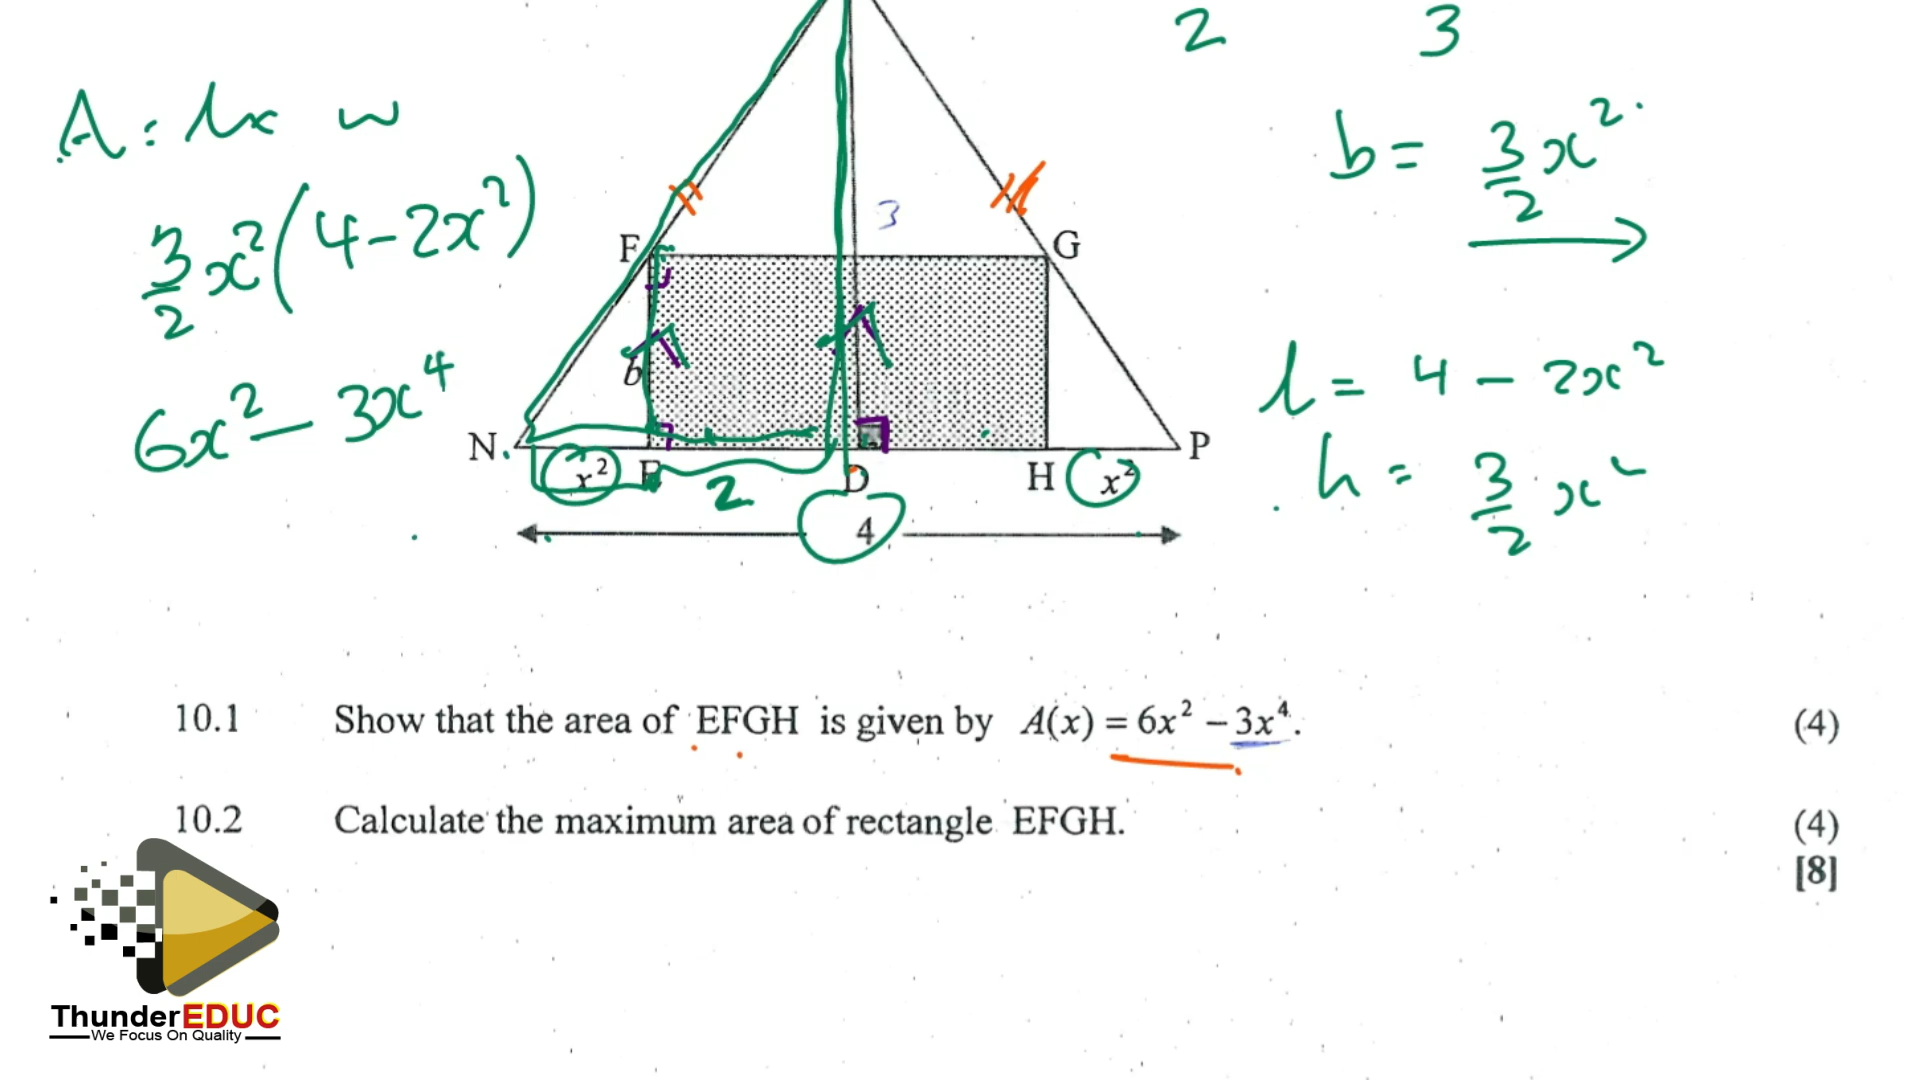 2 3
A: l x w
b = 3/2 x².
3/2 x² (4 – 2x²)
3
F G
6x² – 3x⁴
b
l = 4 – 2x²
N. P
x² E D H x²
2
h = 3/2 x²
4
10.1 Show that the area of EFGH is given by A(x) = 6x² – 3x⁴. (4)
10.2 Calculate the maximum area of rectangle EFGH. (4)
[8]
ThunderEDUC
We Focus On Quality